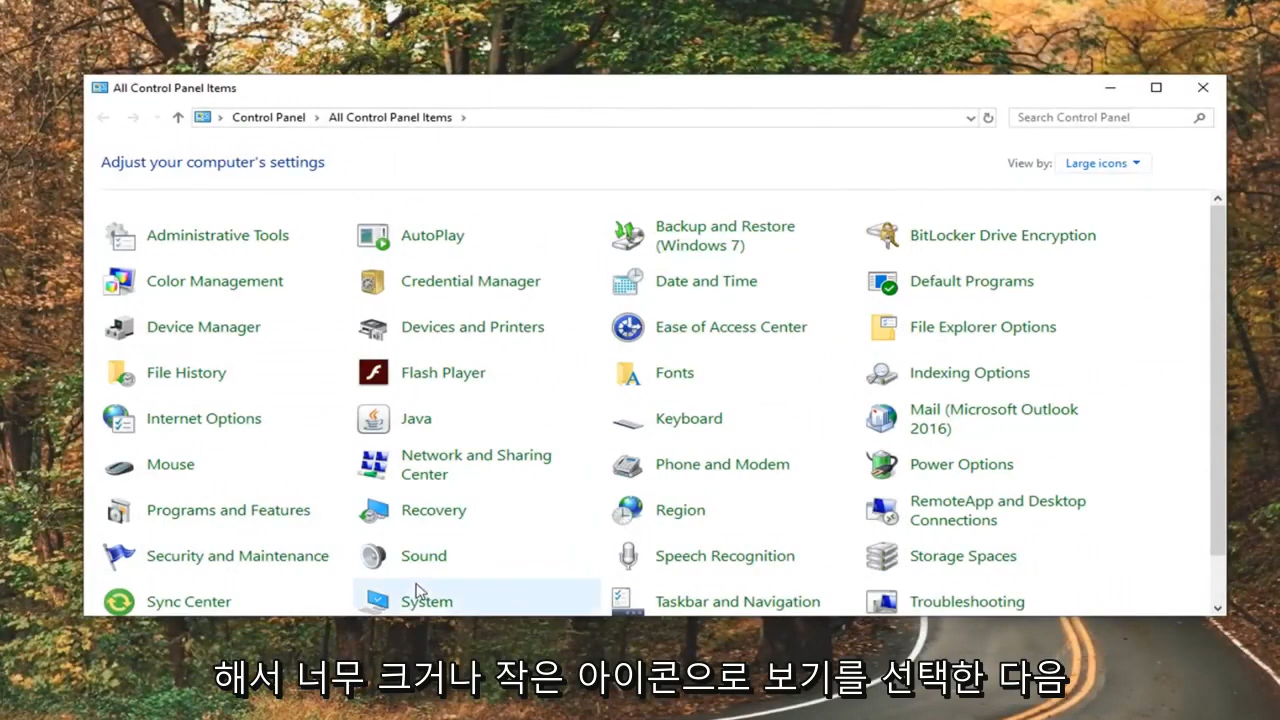 All Control Panel Items
Control Panel > All Control Panel Items >
Search Control Panel
Adjust your computer's settings
View by: Large icons
Administrative Tools
AutoPlay
Backup and Restore
(Windows 7)
BitLocker Drive Encryption
Color Management
Credential Manager
Date and Time
Default Programs
Device Manager
Devices and Printers
Ease of Access Center
File Explorer Options
File History
Flash Player
Fonts
Indexing Options
Internet Options
Java
Keyboard
Mail (Microsoft Outlook
2016)
Mouse
Network and Sharing
Center
Phone and Modem
Power Options
Programs and Features
Recovery
Region
RemoteApp and Desktop
Connections
Security and Maintenance
Sound
Speech Recognition
Storage Spaces
Sync Center
System
Taskbar and Navigation
Troubleshooting
해서 너무 크거나 작은 아이콘으로 보기를 선택한 다음